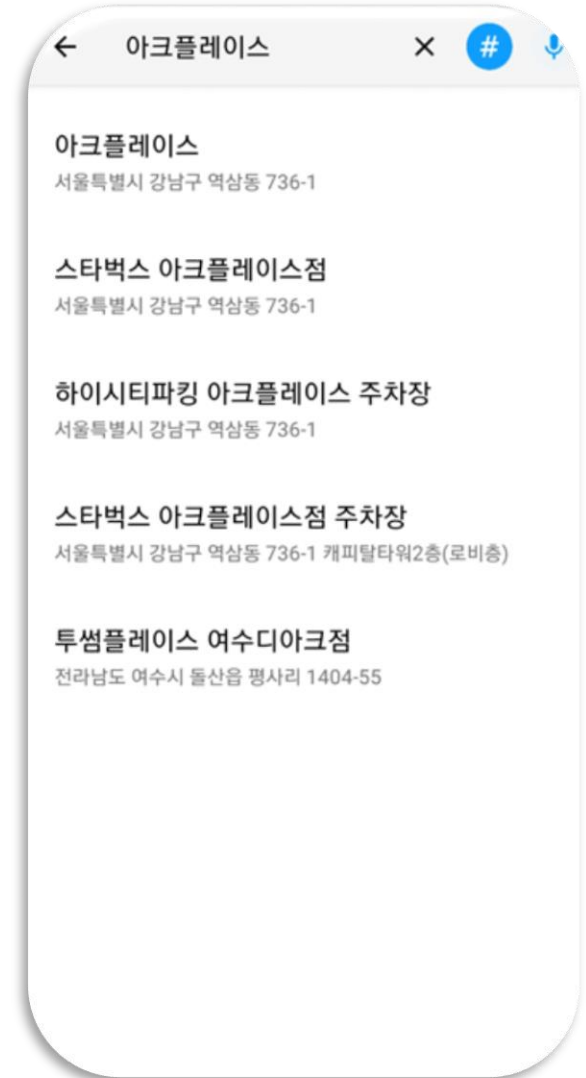 아크플레이스
#
아크플레이스
서울특별시 강남구 역삼동 736-1
스타벅스 아크플레이스점
서울특별시 강남구 역삼동 736-1
하이시티파킹 아크플레이스 주차장
서울특별시 강남구 역삼동 736-1
스타벅스 아크플레이스점 주차장
서울특별시 강남구 역삼동 736-1 캐피탈타워2층(로비층)
투썸플레이스 여수디아크점
전라남도 여수시 돌산읍 평사리 1404-55